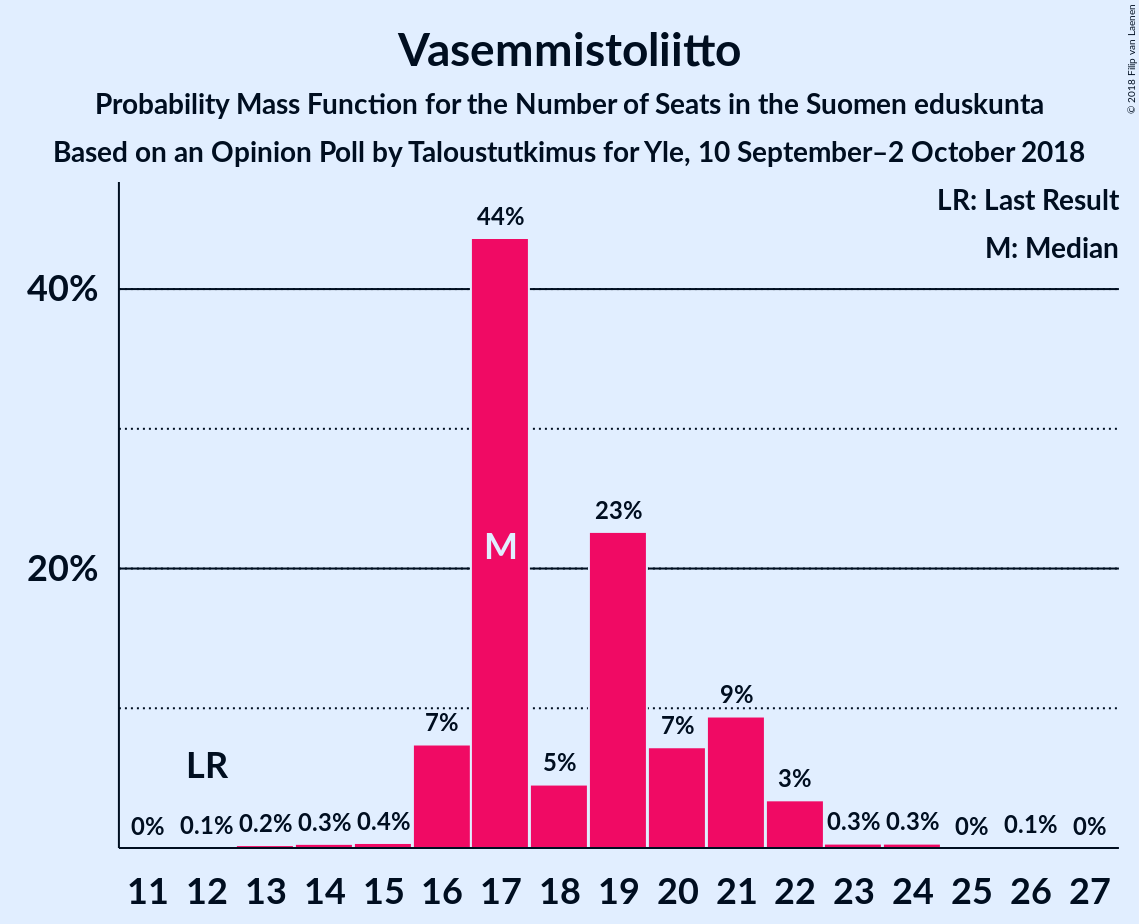 Vasemmistoliitto
Probability Mass Function for the Number of Seats in the Suomen eduskunta
Based on an Opinion Poll by Taloustutkimus for Yle, 10 September–2 October 2018
© 2018 Filip van Laenen
LR: Last Result
M: Median
40%
20%
0% 0.1% 0.2% 0.3% 0.4% 7% 44% 5% 23% 7% 9% 3% 0.3% 0.3% 0% 0.1% 0%
LR
M
11 12 13 14 15 16 17 18 19 20 21 22 23 24 25 26 27